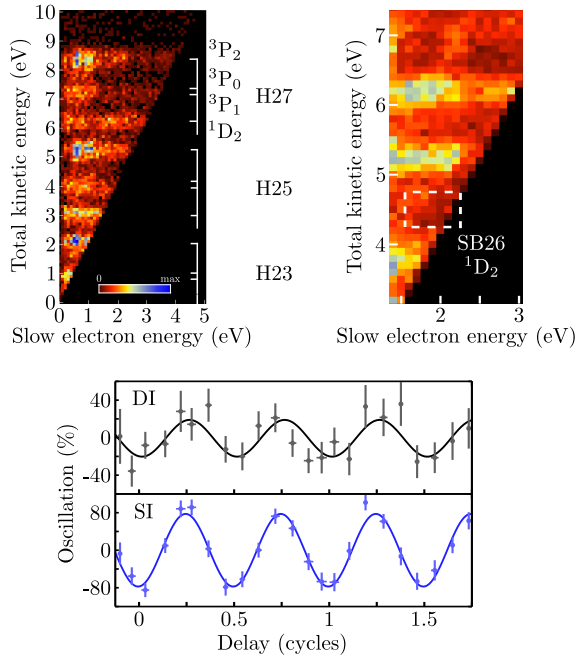 Total kinetic energy (eV)
10
9
8
7
6
5
4
3
2
1
0
0 1 2 3 4 5
Slow electron energy (eV)
0 max
³P₂
³P₀
³P₁
¹D₂
H27
H25
H23
Total kinetic energy (eV)
7
6
5
4
2 3
Slow electron energy (eV)
SB26
¹D₂
Oscillation (%)
DI
40
0
-40
SI
80
0
-80
0 0.5 1 1.5
Delay (cycles)